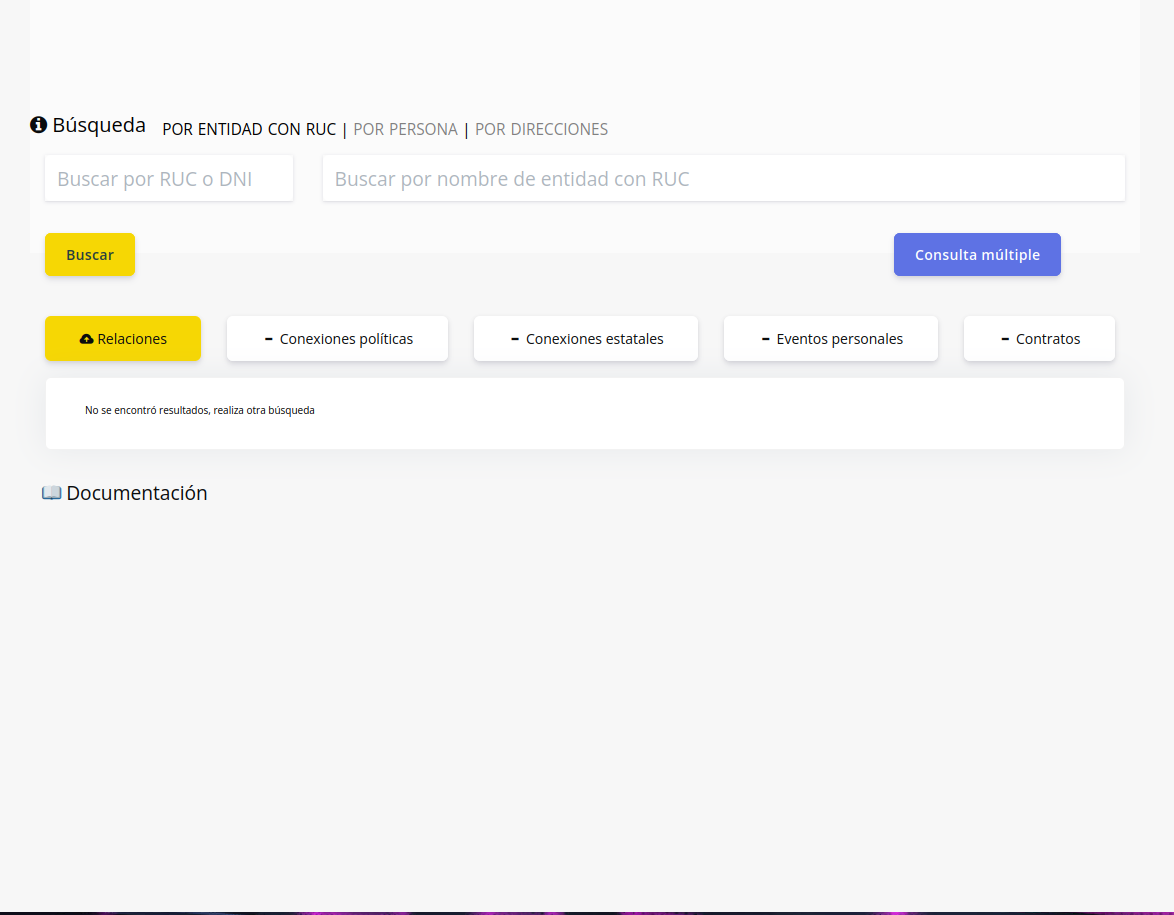 Búsqueda POR ENTIDAD CON RUC | POR PERSONA | POR DIRECCIONES
Buscar por RUC o DNI Buscar por nombre de entidad con RUC
Buscar Consulta múltiple
Relaciones - Conexiones políticas - Conexiones estatales - Eventos personales - Contratos
No se encontró resultados, realiza otra búsqueda
Documentación